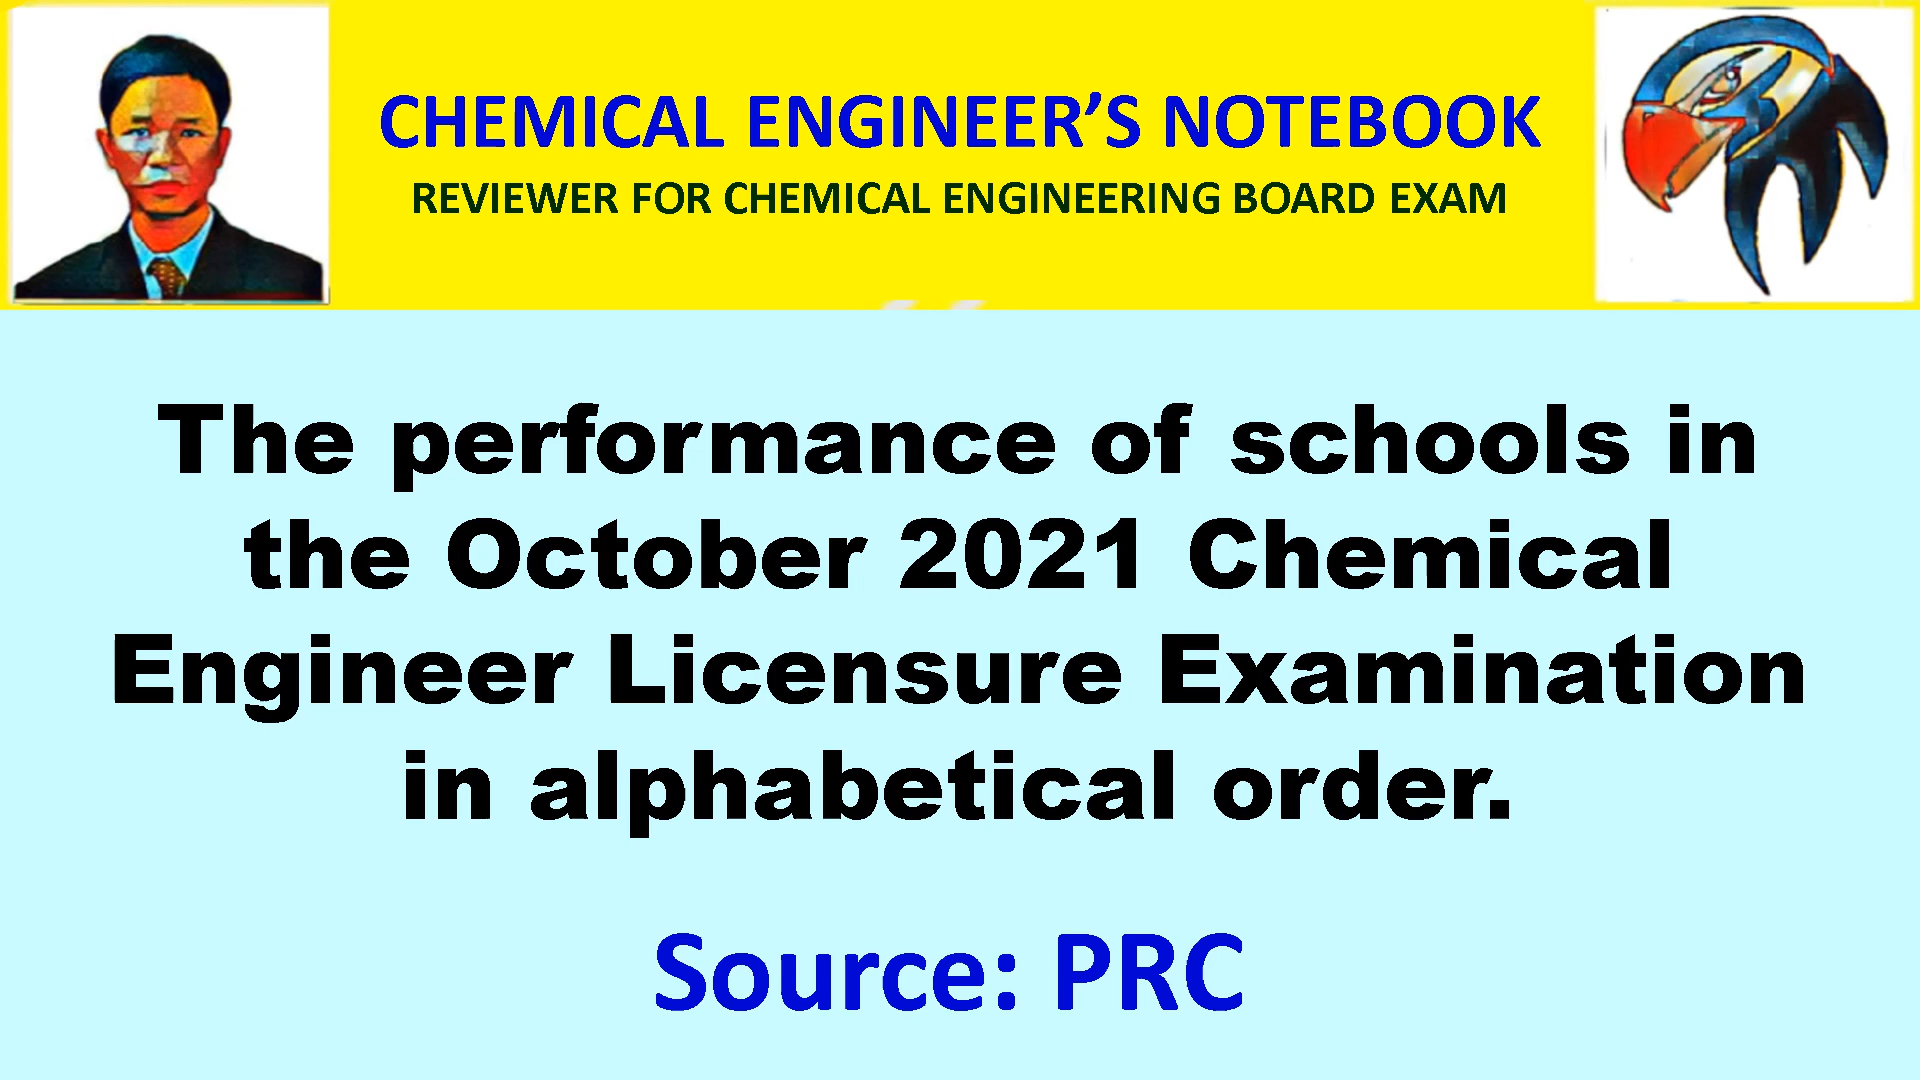 CHEMICAL ENGINEER’S NOTEBOOK
REVIEWER FOR CHEMICAL ENGINEERING BOARD EXAM
The performance of schools in
the October 2021 Chemical
Engineer Licensure Examination
in alphabetical order.
Source: PRC